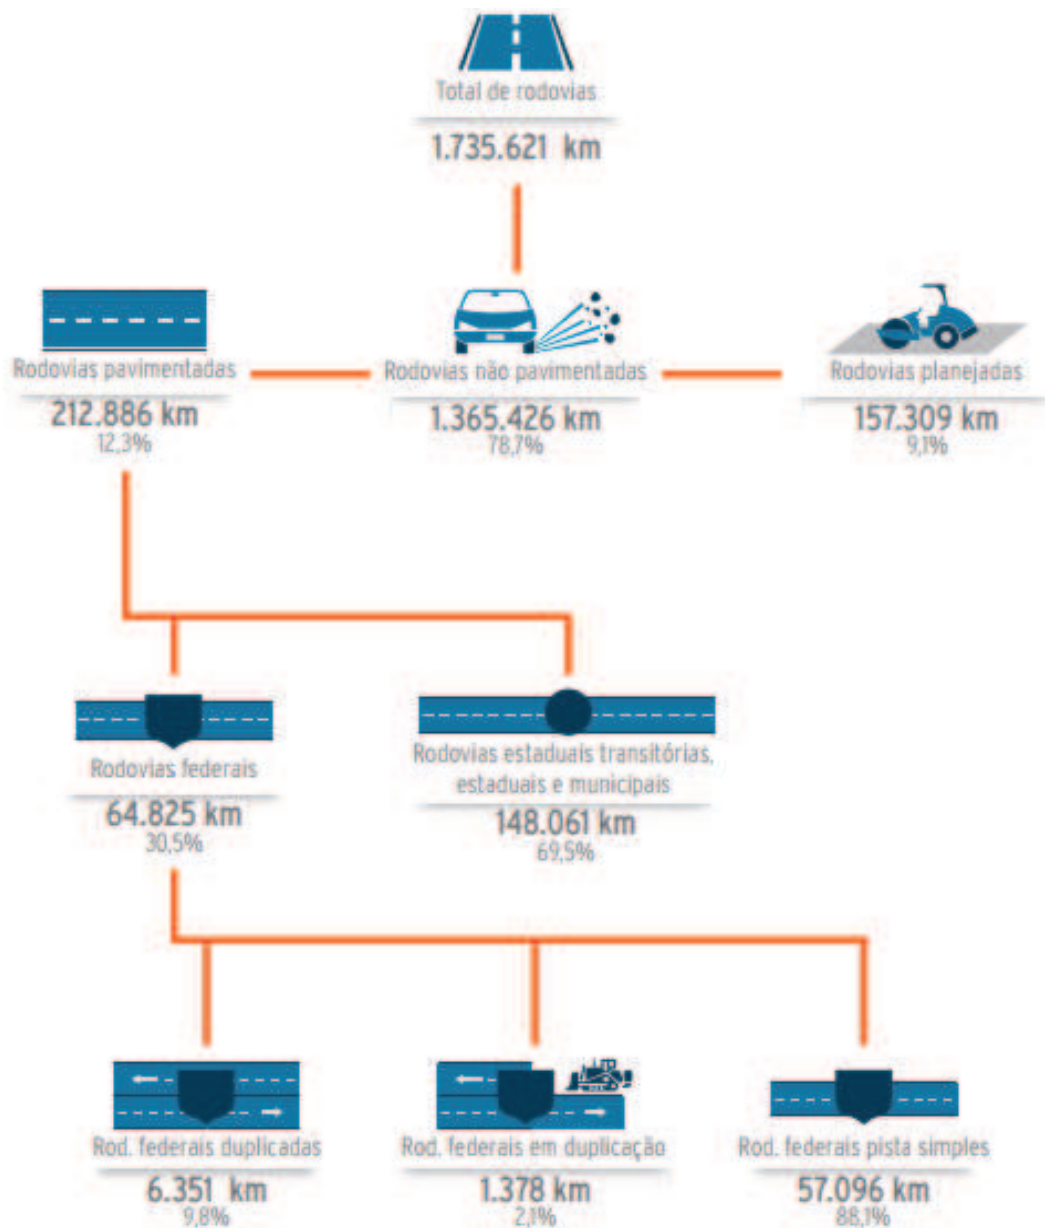 Total de rodovias
1.735.621 km
Rodovias pavimentadas
212.886 km
12,3%
Rodovias não pavimentadas
1.365.426 km
78,7%
Rodovias planejadas
157.309 km
9,1%
Rodovias federais
64.825 km
30,5%
Rodovias estaduais transitórias,
estaduais e municipais
148.061 km
69,5%
Rod. federais duplicadas
6.351 km
9,8%
Rod. federais em duplicação
1.378 km
2,1%
Rod. federais pista simples
57.096 km
88,1%